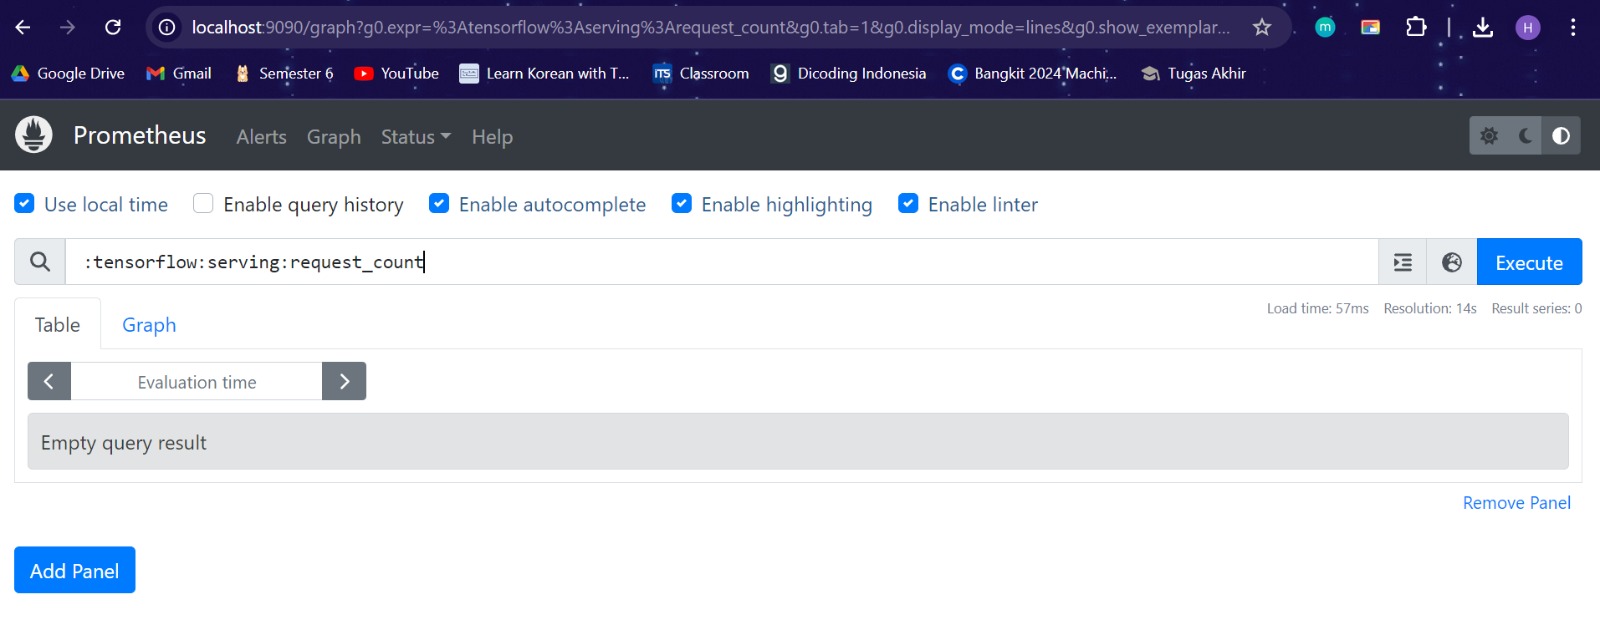 localhost:9090/graph?g0.expr=%3Atensorflow%3Aserving%3Arequest_count&g0.tab=1&g0.display_mode=lines&g0.show_exemplar...
m
H
Google Drive Gmail Semester 6 YouTube Learn Korean with T... ITS Classroom Dicoding Indonesia C Bangkit 2024 Machi... Tugas Akhir
Prometheus Alerts Graph Status Help
Use local time Enable query history Enable autocomplete Enable highlighting Enable linter
:tensorflow:serving:request_count
Execute
Load time: 57ms Resolution: 14s Result series: 0
Table Graph
Evaluation time
Empty query result
Remove Panel
Add Panel